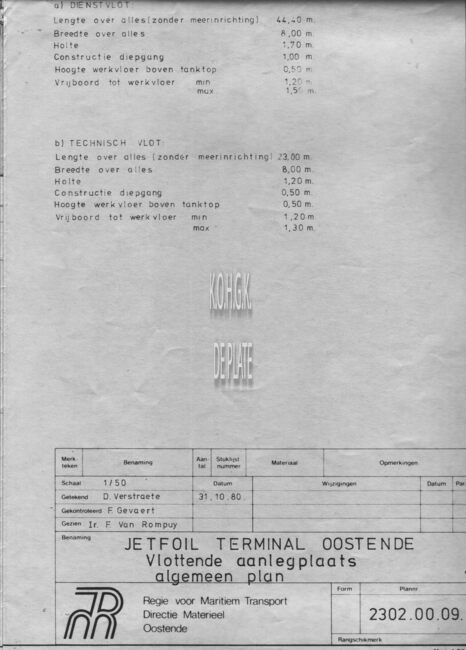 a) DIENSTVLOT:
Lengte over alles (zonder meerinrichting) 44,40 m.
Breedte over alles 8,00 m.
Holte 1,70 m.
Constructie diepgang 1,00 m.
Hoogte werkvloer boven tanktop 0,50 m.
Vrijboord tot werkvloer min 1,20 m.
max 1,50 m.
b) TECHNISCH VLOT:
Lengte over alles (zonder meerinrichting) 23,00 m.
Breedte over alles 8,00 m.
Holte 1,20 m.
Constructie diepgang 0,50 m.
Hoogte werkvloer boven tanktop 0,50 m.
Vrijboord tot werkvloer min 1,20 m.
max 1,30 m.
K.O.H.G.K.
DE PLATE
Merk-teken Benaming Aan-tal Stuklijst nummer Materiaal Opmerkingen
Schaal 1/50 Datum Wijzigingen Datum Par
Getekend D. Verstraete 31.10.80.
Gekontroleerd F. Gevaert
Gezien Ir. F. Van Rompuy
Benaming JETFOIL TERMINAL OOSTENDE
Vlottende aanlegplaats
algemeen plan
Form Plannr
Regie voor Maritiem Transport
Directie Materieel
Oostende
2302.00.09.
Rangschikmerk